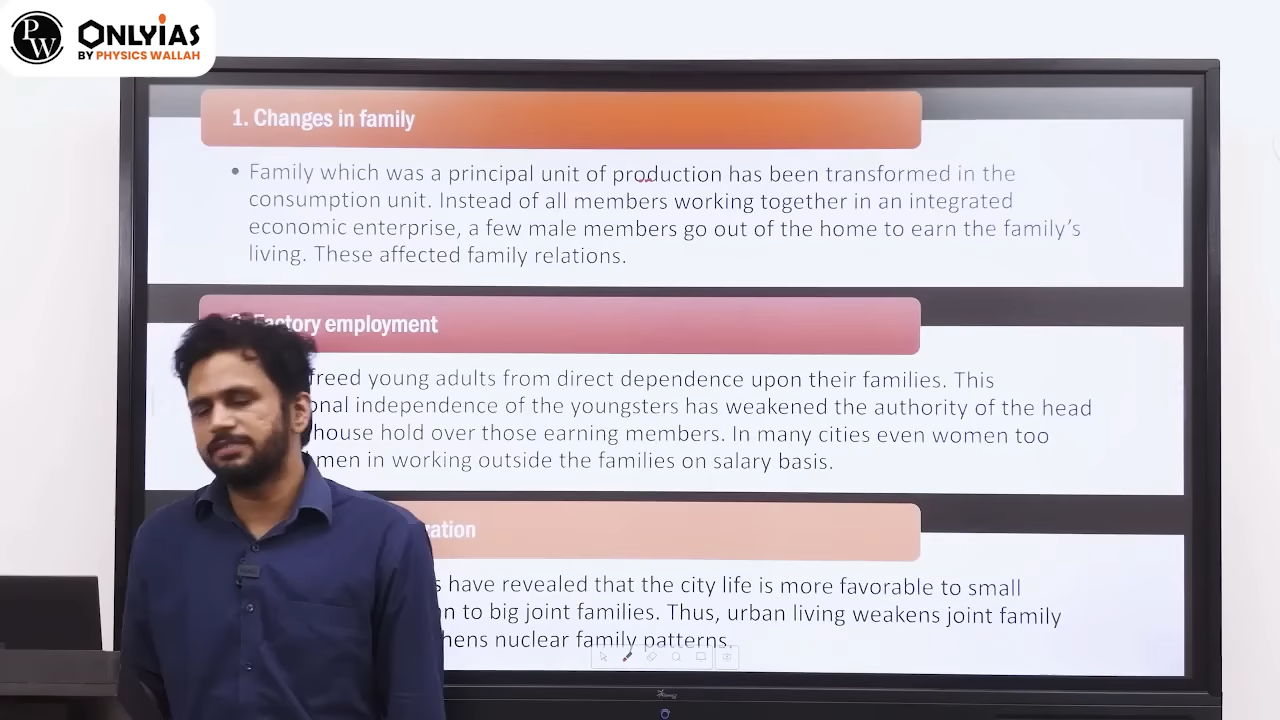 PW
ONLYIAS
BY PHYSICS WALLAH
1. Changes in family
• Family which was a principal unit of production has been transformed in the
consumption unit. Instead of all members working together in an integrated
economic enterprise, a few male members go out of the home to earn the family's
living. These affected family relations.
Factory employment
freed young adults from direct dependence upon their families. This
independence of the youngsters has weakened the authority of the head
house hold over those earning members. In many cities even women too
men in working outside the families on salary basis.
have revealed that the city life is more favorable to small
to big joint families. Thus, urban living weakens joint family
nuclear family patterns.